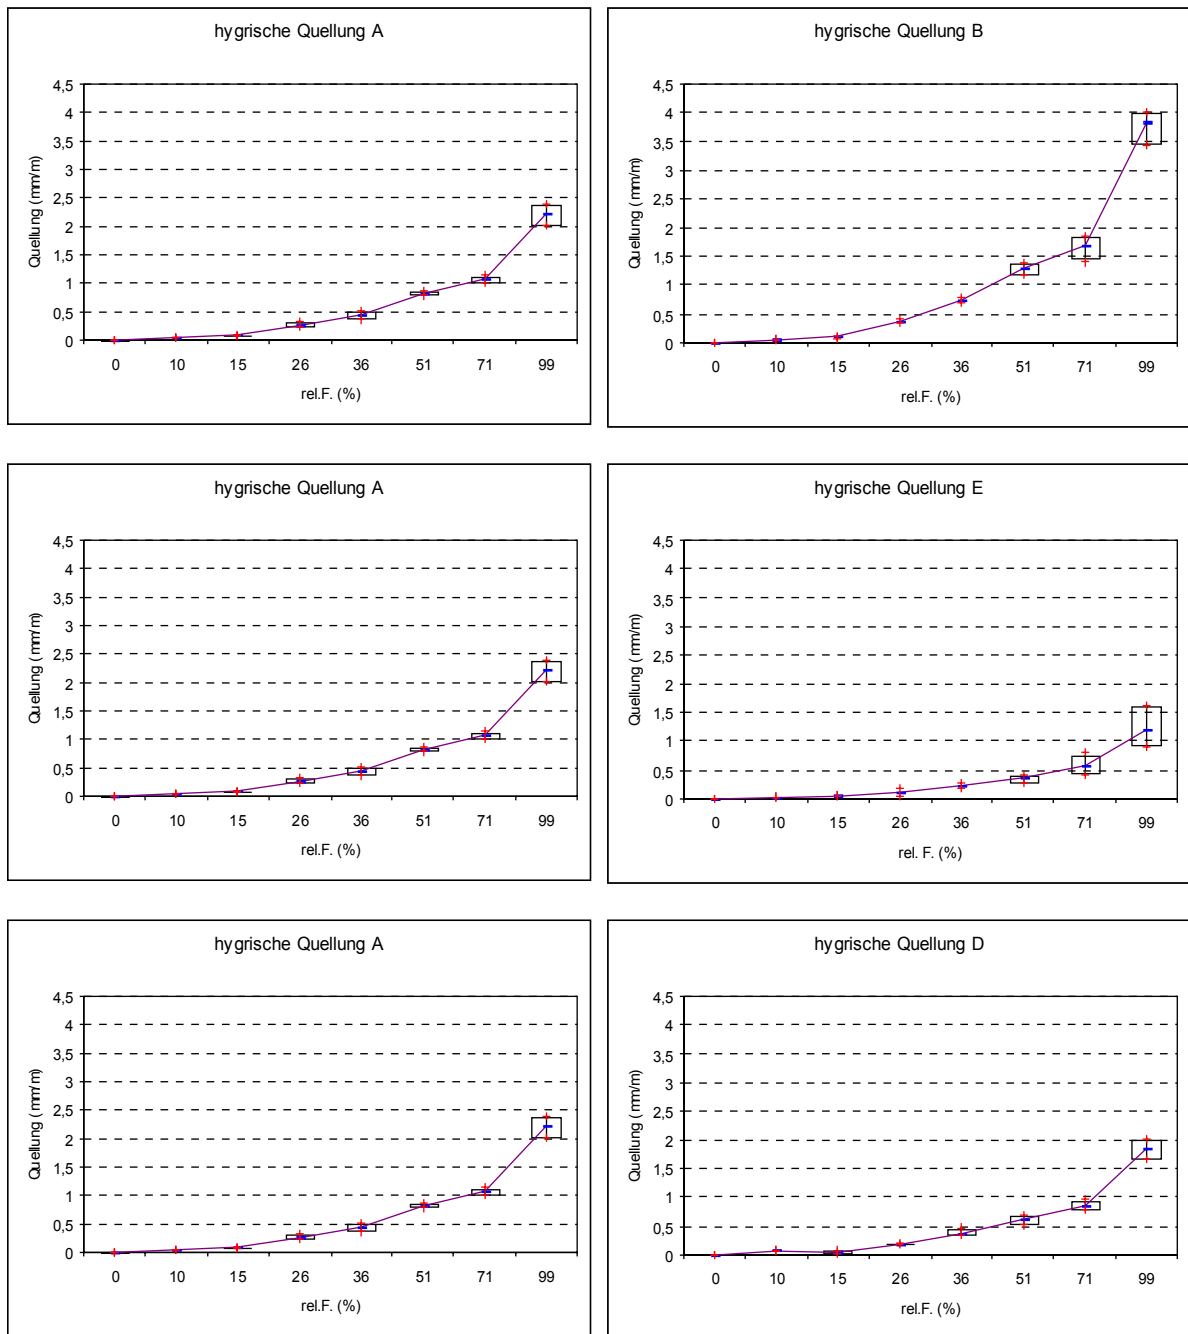 hygrische Quellung A
4,5
4
3,5
3
2,5
2
1,5
1
0,5
0
Quellung (mm/m)
0 10 15 26 36 51 71 99
rel.F. (%)
hygrische Quellung B
4,5
4
3,5
3
2,5
2
1,5
1
0,5
0
Quellung (mm/m)
0 10 15 26 36 51 71 99
rel.F. (%)
hygrische Quellung A
4,5
4
3,5
3
2,5
2
1,5
1
0,5
0
Quellung (mm/m)
0 10 15 26 36 51 71 99
rel.F. (%)
hygrische Quellung E
4,5
4
3,5
3
2,5
2
1,5
1
0,5
0
Quellung (mm/m)
0 10 15 26 36 51 71 99
rel. F. (%)
hygrische Quellung A
4,5
4
3,5
3
2,5
2
1,5
1
0,5
0
Quellung (mm/m)
0 10 15 26 36 51 71 99
rel.F. (%)
hygrische Quellung D
4,5
4
3,5
3
2,5
2
1,5
1
0,5
0
Quellung (mm/m)
0 10 15 26 36 51 71 99
rel.F. (%)